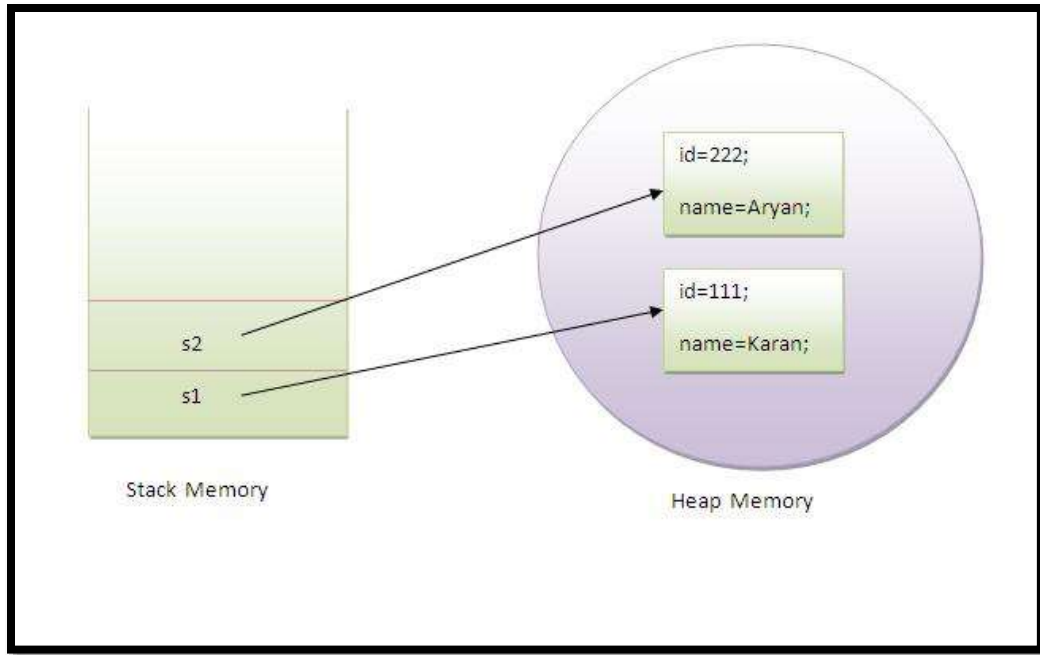 s2
s1
Stack Memory
id=222;
name=Aryan;
id=111;
name=Karan;
Heap Memory